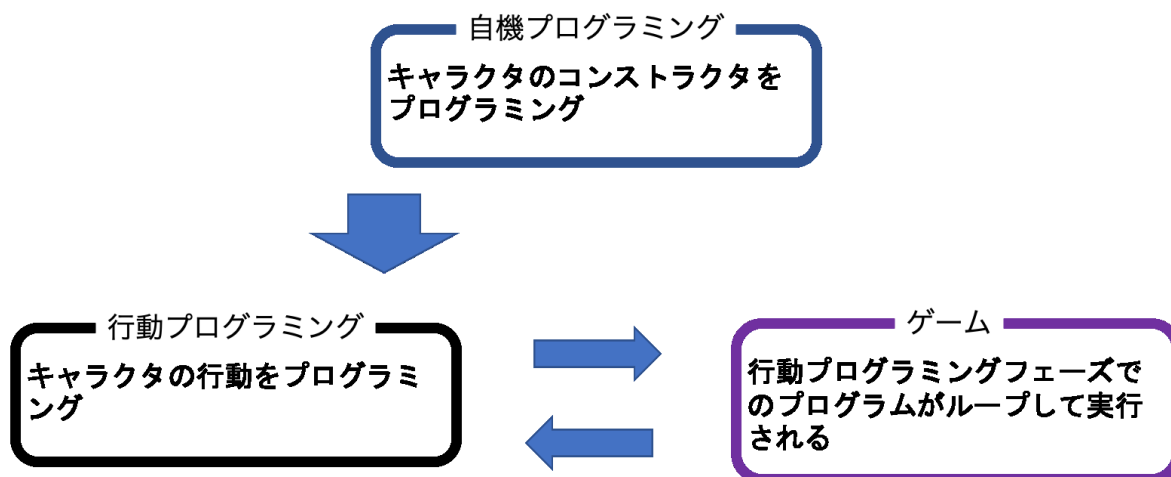 自機プログラミング
キャラクタのコンストラクタを
プログラミング
行動プログラミング
キャラクタの行動をプログラミ
ング
ゲーム
行動プログラミングフェーズで
のプログラムがループして実行
される